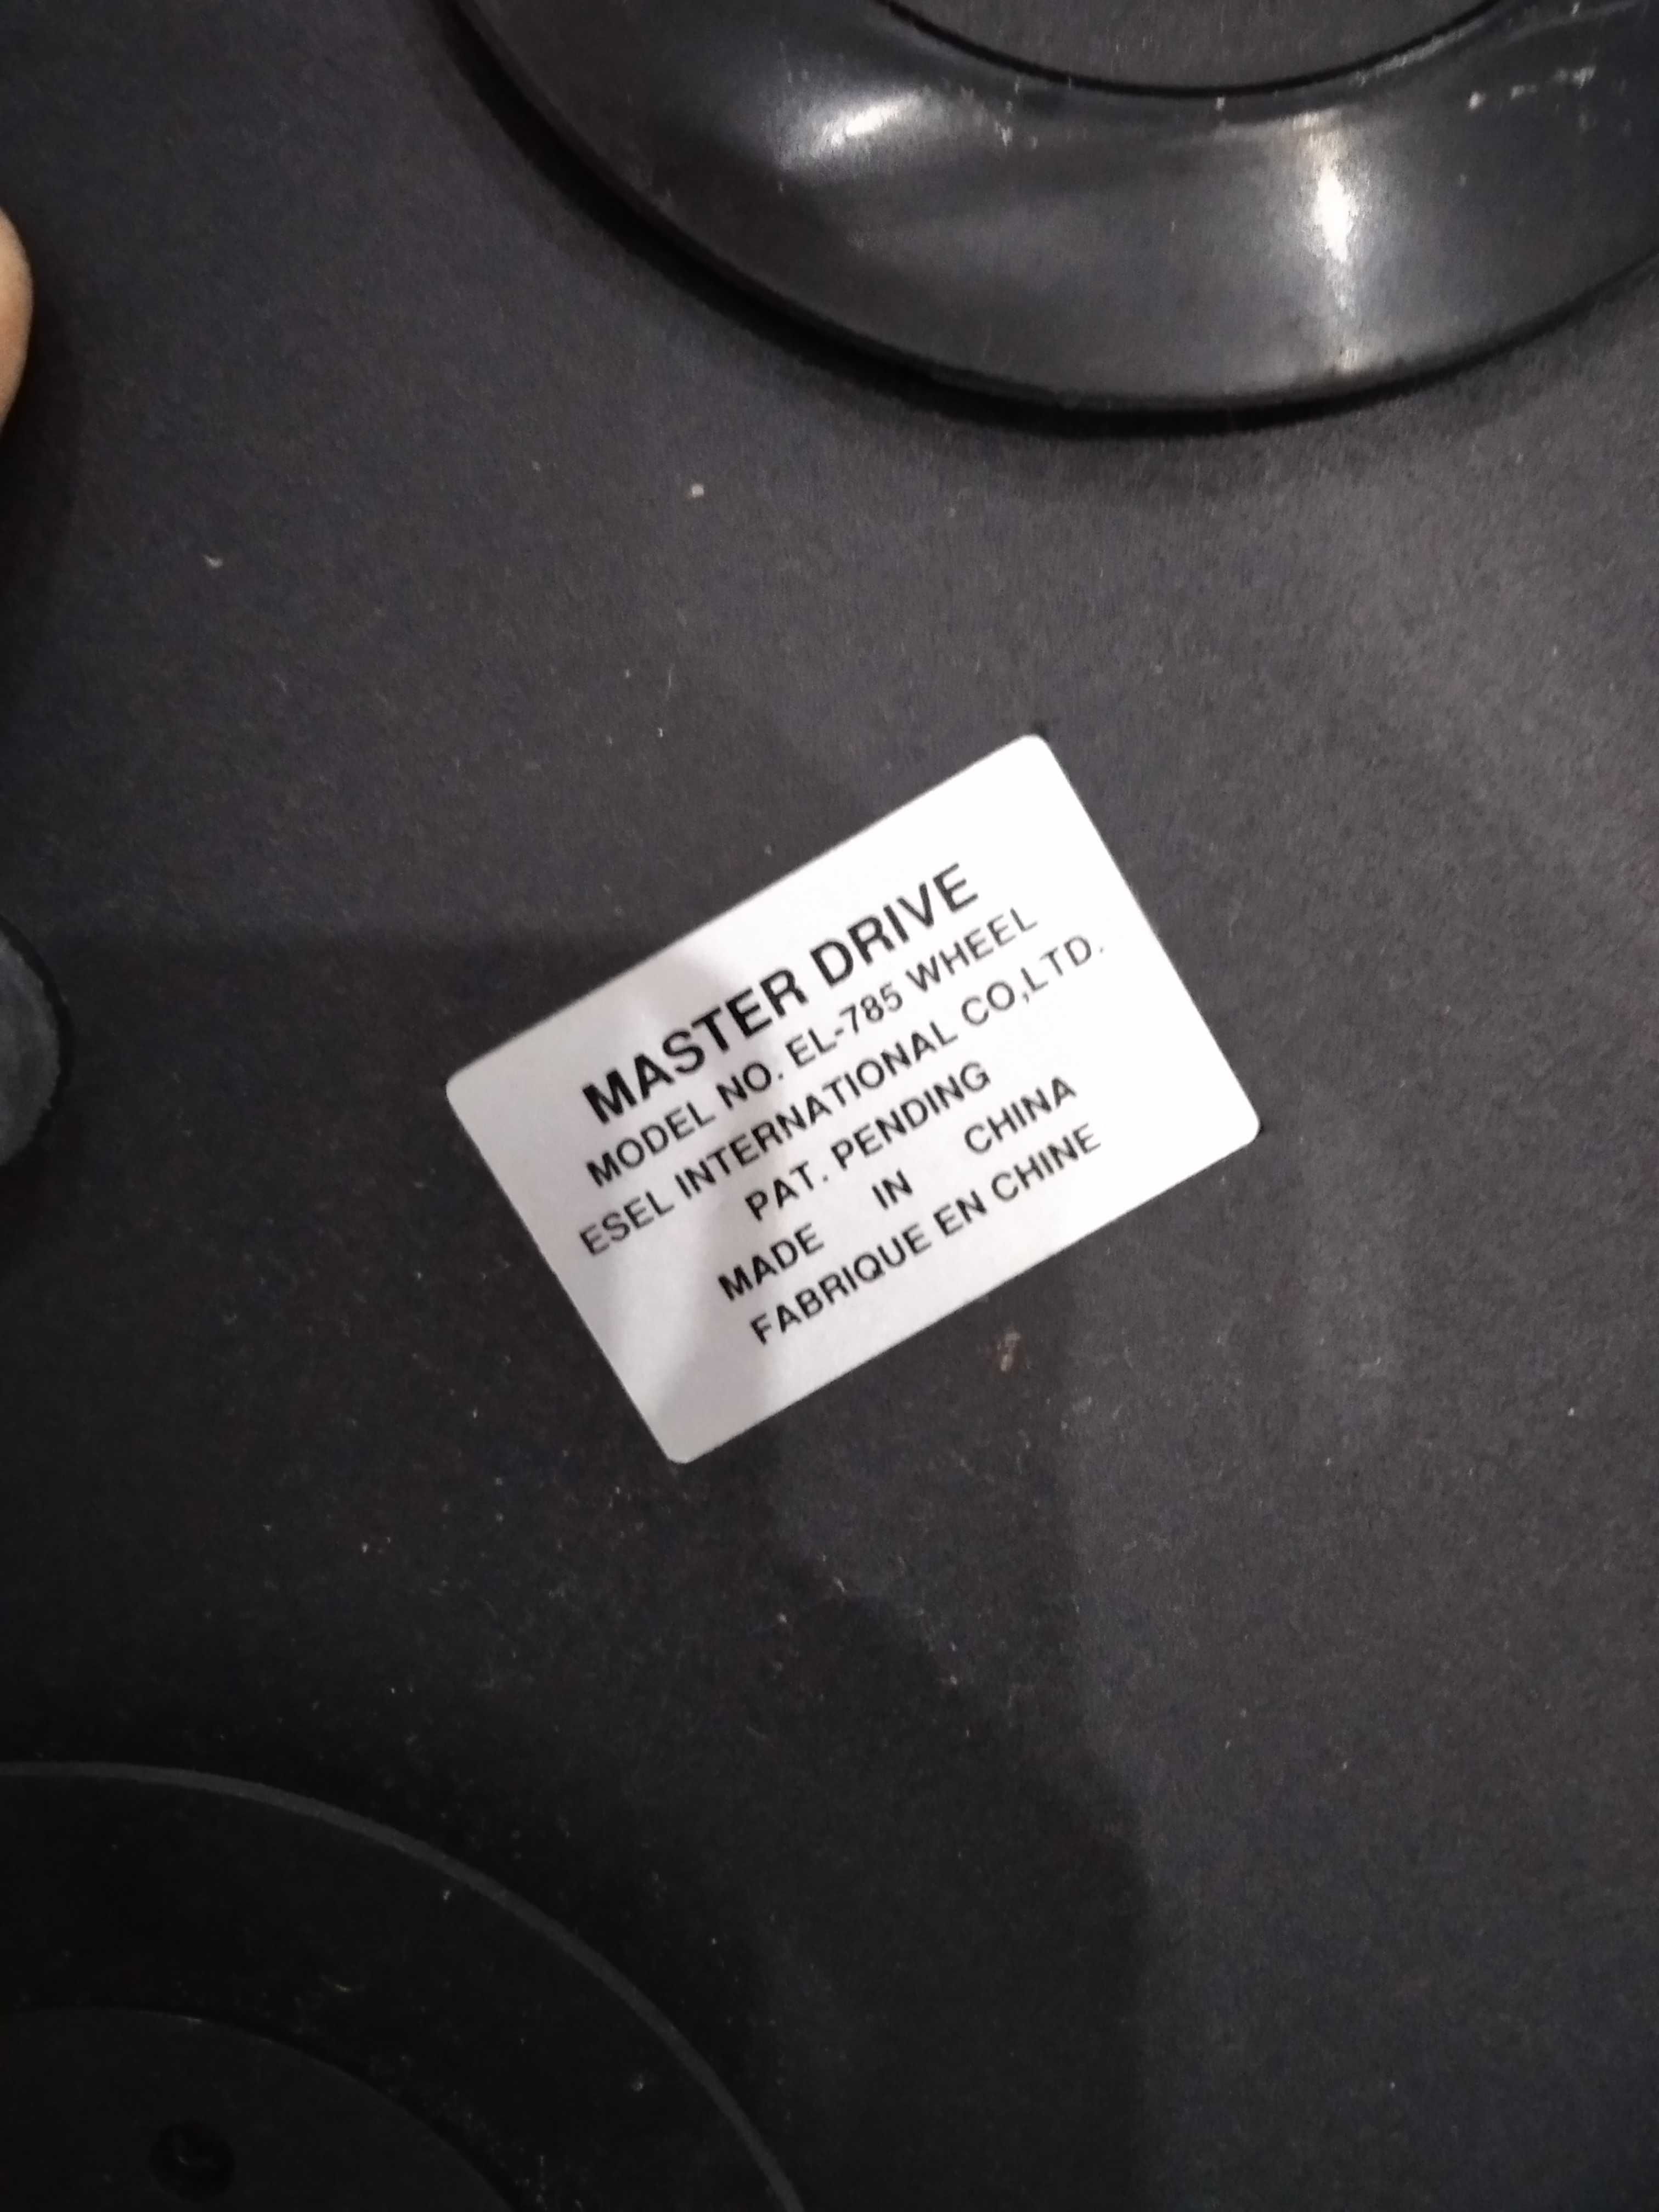 MASTER DRIVE
MODEL NO. EL-785 WHEEL
ESEL INTERNATIONAL CO,LTD.
PAT. PENDING
MADE IN CHINA
FABRIQUE EN CHINE